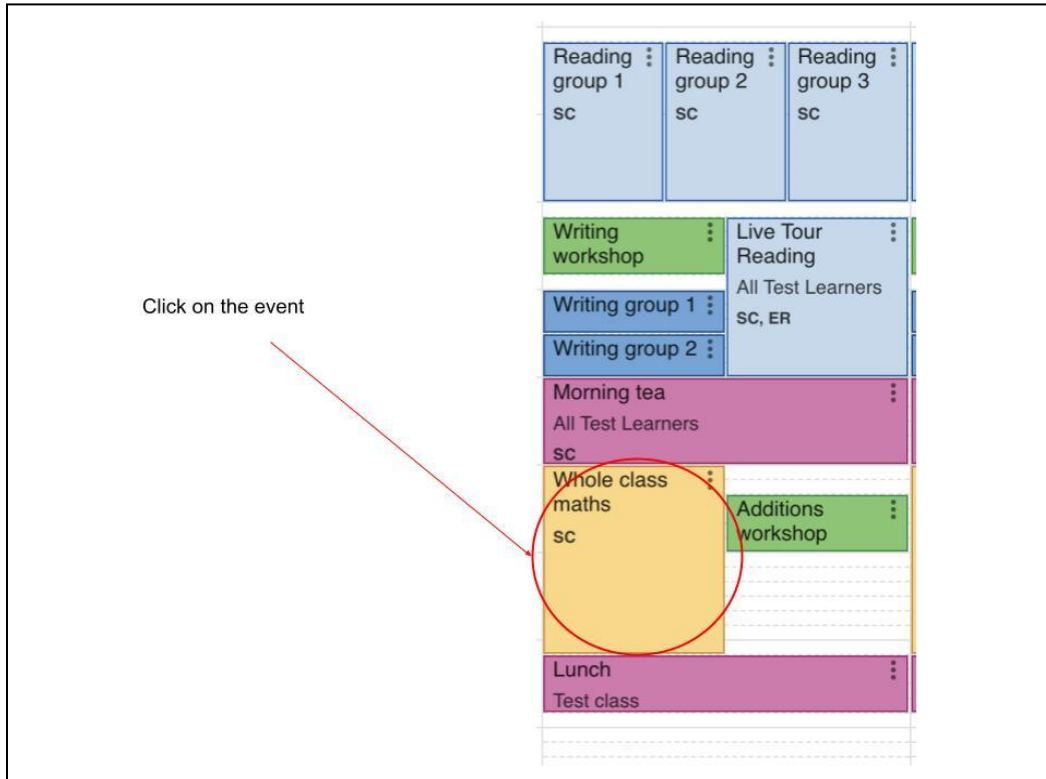 Reading
group 1
SC
Reading
group 2
SC
Reading
group 3
SC
Writing
workshop
Live Tour
Reading
All Test Learners
SC, ER
Click on the event
Writing group 1
Writing group 2
Morning tea
All Test Learners
SC
Whole class
maths
SC
Additions
workshop
Lunch
Test class